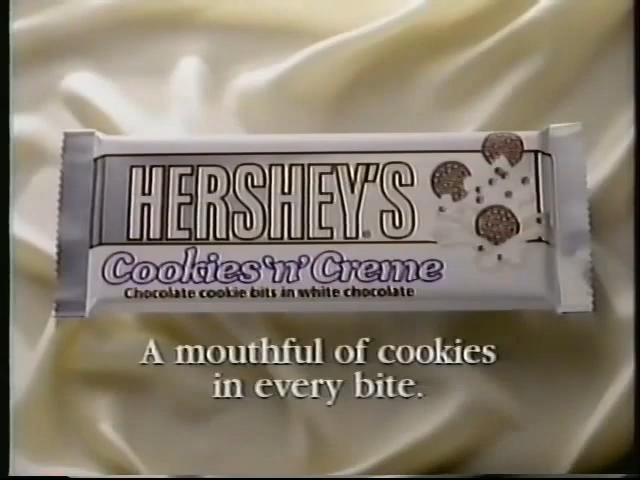 HERSHEY'S
Cookies 'n' Creme
Chocolate cookie bits in white chocolate
A mouthful of cookies
in every bite.